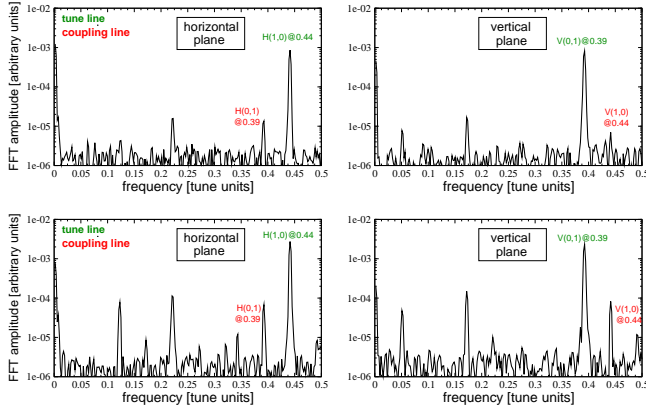 tune line
coupling line
horizontal
plane
H(1,0)@0.44
H(0,1)
@0.39
FFT amplitude [arbitrary units]
1e-02
1e-03
1e-04
1e-05
1e-06
0 0.05 0.1 0.15 0.2 0.25 0.3 0.35 0.4 0.45 0.5
frequency [tune units]
vertical
plane
V(0,1)@0.39
V(1,0)
@0.44
1e-02
1e-03
1e-04
1e-05
1e-06
0 0.05 0.1 0.15 0.2 0.25 0.3 0.35 0.4 0.45 0.5
frequency [tune units]
tune line
coupling line
horizontal
plane
H(1,0)@0.44
H(0,1)
@0.39
FFT amplitude [arbitrary units]
1e-02
1e-03
1e-04
1e-05
1e-06
0 0.05 0.1 0.15 0.2 0.25 0.3 0.35 0.4 0.45 0.5
frequency [tune units]
vertical
plane
V(0,1)@0.39
V(1,0)
@0.44
1e-02
1e-03
1e-04
1e-05
1e-06
0 0.05 0.1 0.15 0.2 0.25 0.3 0.35 0.4 0.45 0.5
frequency [tune units]